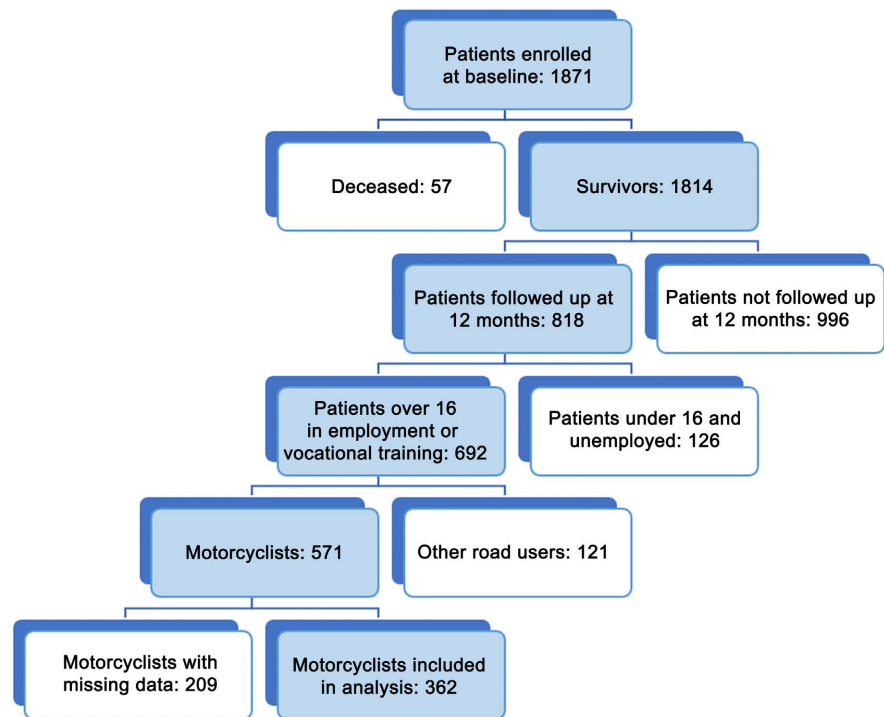 Patients enrolled
at baseline: 1871
Deceased: 57
Survivors: 1814
Patients followed up at
12 months: 818
Patients not followed up
at 12 months: 996
Patients over 16
in employment or
vocational training: 692
Patients under 16 and
unemployed: 126
Motorcyclists: 571
Other road users: 121
Motorcyclists with
missing data: 209
Motorcyclists included
in analysis: 362